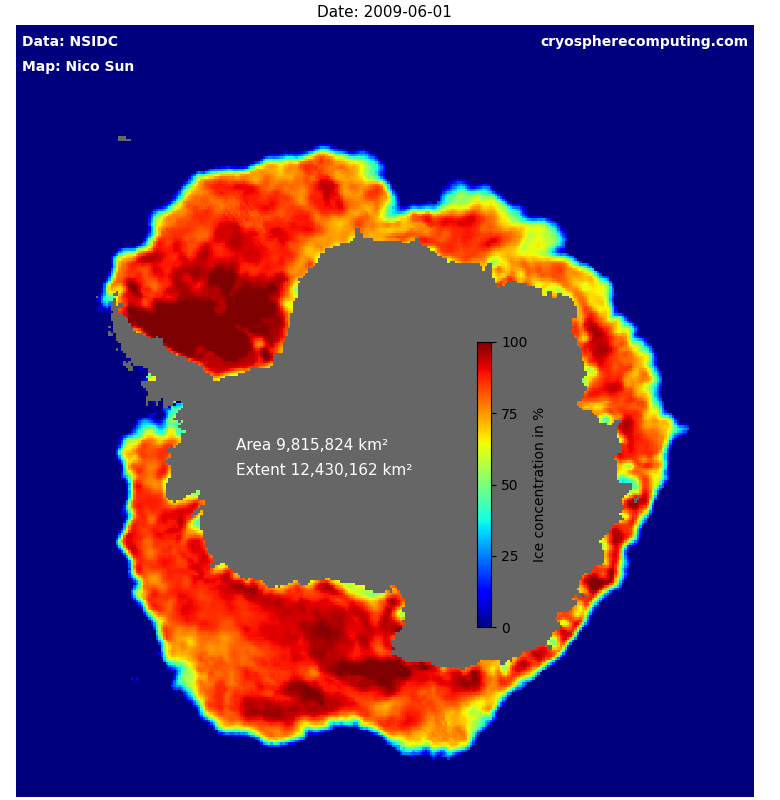 Date: 2009-06-01
Data: NSIDC
cryospherecomputing.com
Map: Nico Sun
100
75
50
25
0
Ice concentration in %
Area 9,815,824 km²
Extent 12,430,162 km²